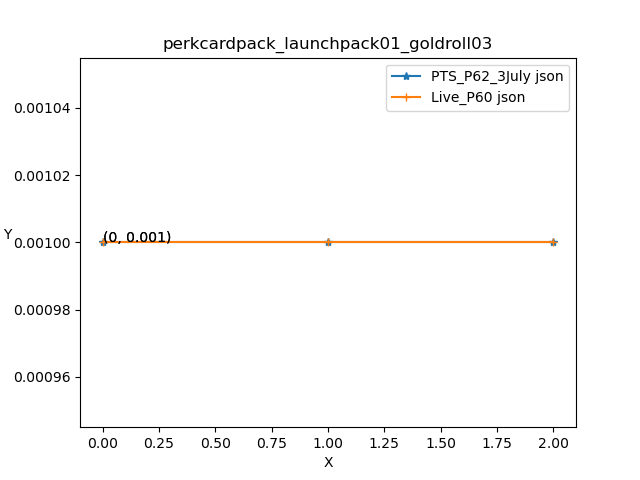 perkcardpack_launchpack01_goldroll03
PTS_P62_3July json
Live_P60 json
0.00104
0.00102
Y
0.00100
(0, 0.001)
0.00098
0.00096
0.00 0.25 0.50 0.75 1.00 1.25 1.50 1.75 2.00
X